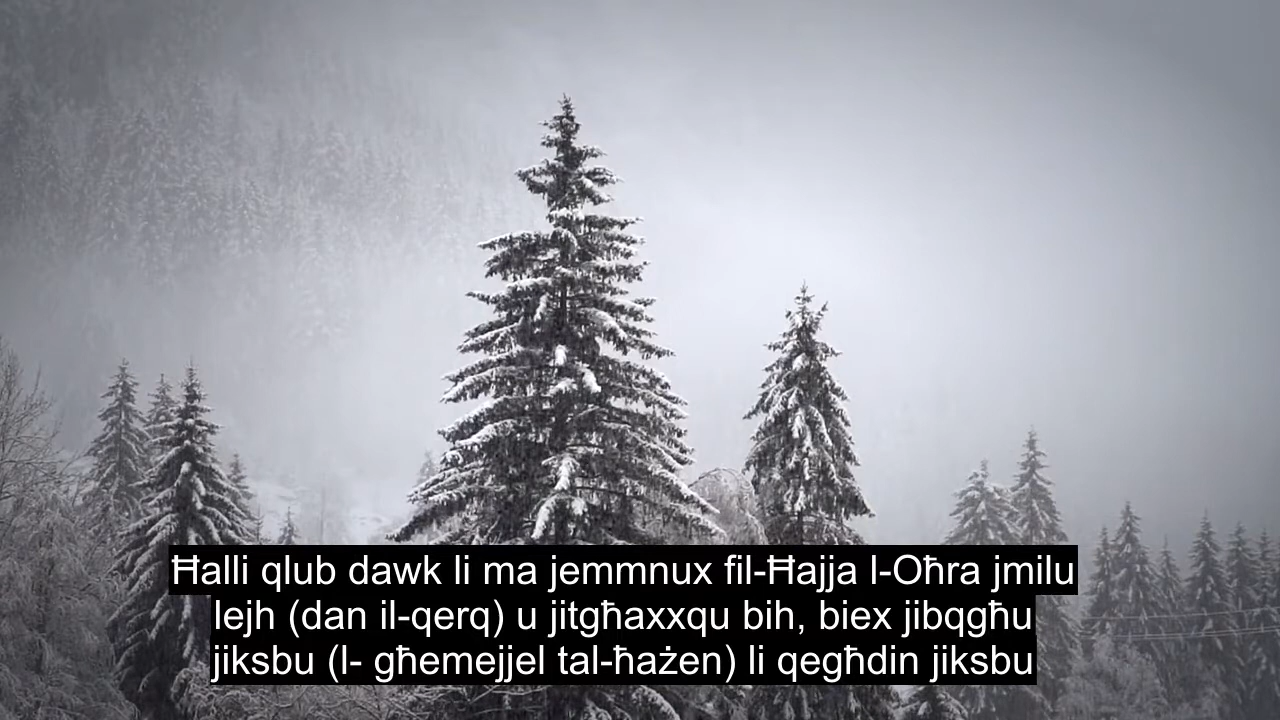 Ħalli qlub dawk li ma jemmnux fil-Ħajja l-Oħra jmilu
lejh (dan il-qerq) u jitgħaxxqu bih, biex jibqgħu
jiksbu (l- għemejjel tal-ħażen) li qegħdin jiksbu